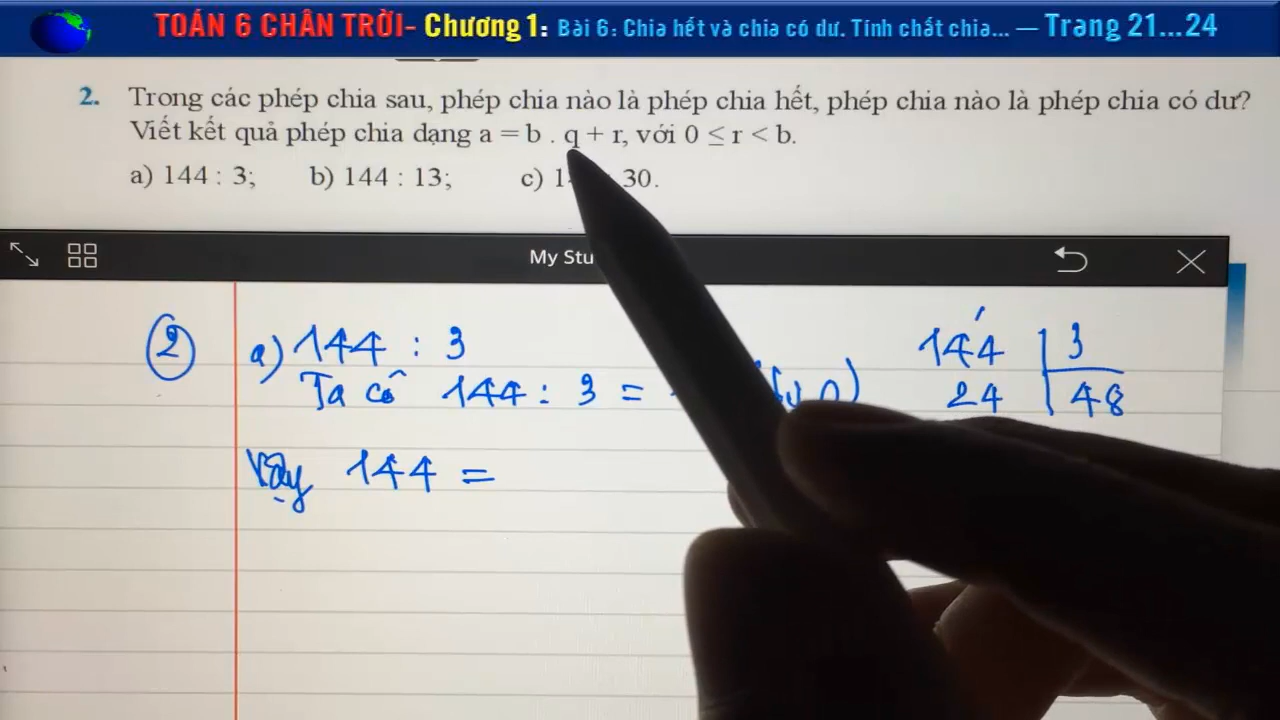 TOÁN 6 CHÂN TRỜI- Chương 1: Bài 6: Chia hết và chia có dư. Tính chất chia... — Trang 21...24
2. Trong các phép chia sau, phép chia nào là phép chia hết, phép chia nào là phép chia có dư?
Viết kết quả phép chia dạng a = b . q + r, với 0 ≤ r < b.
a) 144 : 3; b) 144 : 13; c) 30.
My Stu
2 a) 144 : 3
144 3
Ta có 144 : 3 =
24 48
Vậy 144 =